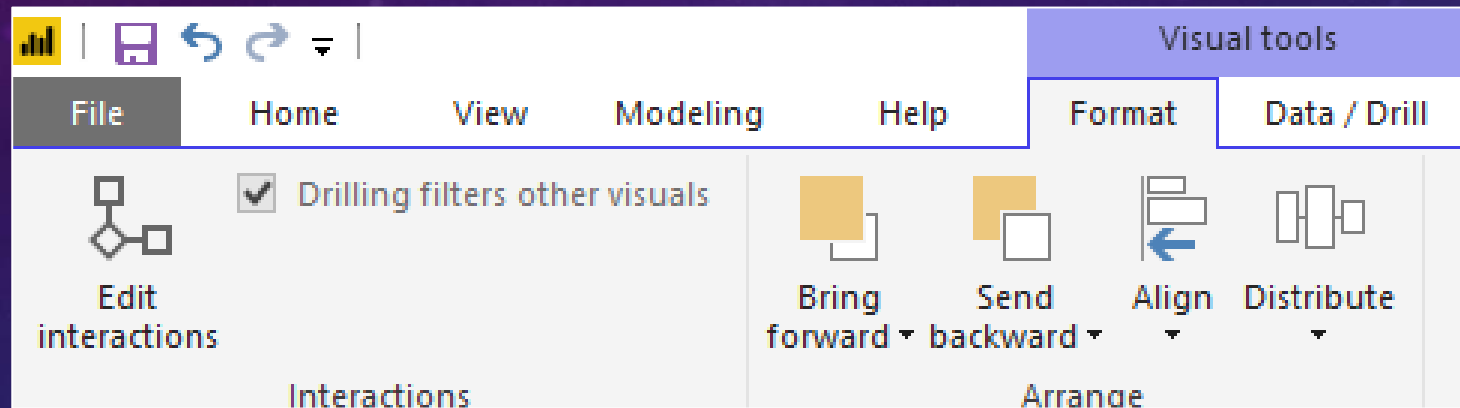 Visual tools
File Home View Modeling Help Format Data / Drill
Drilling filters other visuals
Edit
interactions
Bring
forward
Send
backward
Align
Distribute
Interactions
Arrange